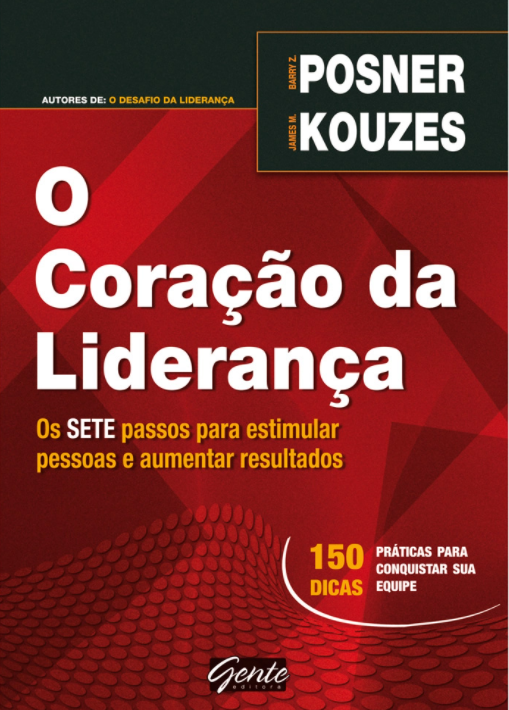 BARRY Z. POSNER
JAMES M. KOUZES
AUTORES DE: O DESAFIO DA LIDERANÇA
O
Coração da
Liderança
Os SETE passos para estimular
pessoas e aumentar resultados
150
DICAS
PRÁTICAS PARA
CONQUISTAR SUA
EQUIPE
Gente
editora